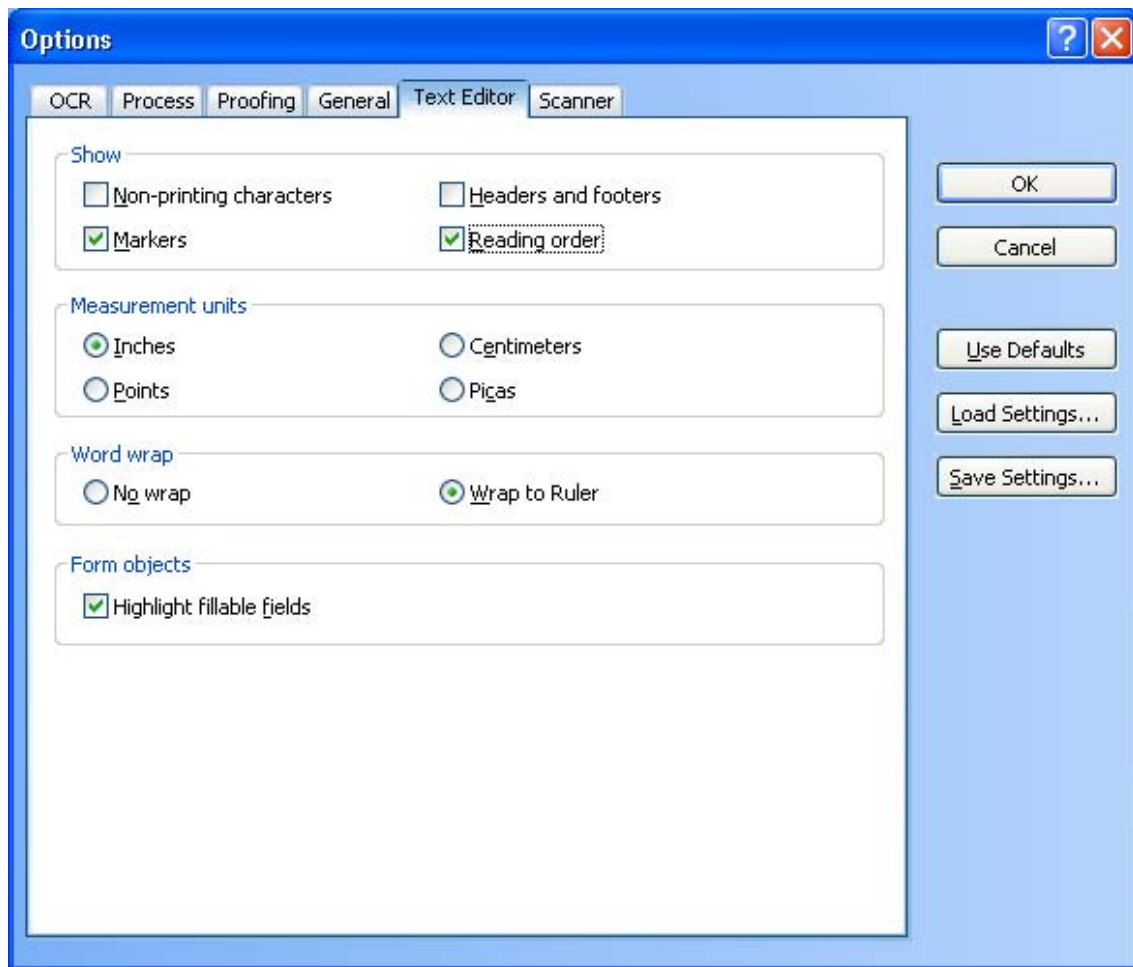 Options
OCR Process Proofing General Text Editor Scanner
Show
Non-printing characters Headers and footers
Markers Reading order
Measurement units
Inches Centimeters
Points Picas
Word wrap
No wrap Wrap to Ruler
Form objects
Highlight fillable fields
OK
Cancel
Use Defaults
Load Settings...
Save Settings...